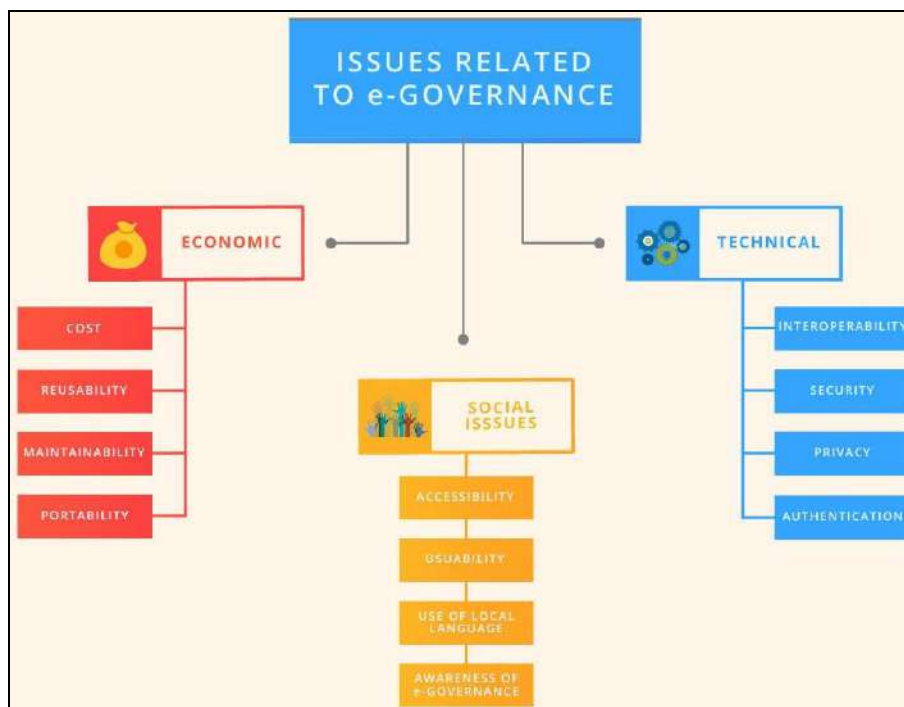 ISSUES RELATED
TO e-GOVERNANCE
ECONOMIC
COST
REUSABILITY
MAINTAINABILITY
PORTABILITY
SOCIAL
ISSSUES
ACCESSIBILITY
USUABILITY
USE OF LOCAL
LANGUAGE
AWARENESS OF
e-GOVERNANCE
TECHNICAL
INTEROPERABILITY
SECURITY
PRIVACY
AUTHENTICATION